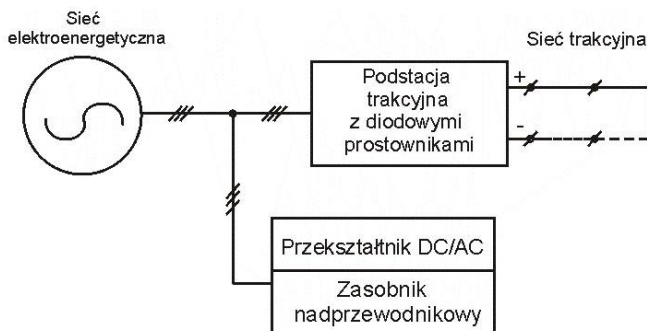 Sieć
elektroenergetyczna
Podstacja
trakcyjna
z diodowymi
prostownikami
Sieć trakcyjna
+
-
Przekształtnik DC/AC
Zasobnik
nadprzewodnikowy